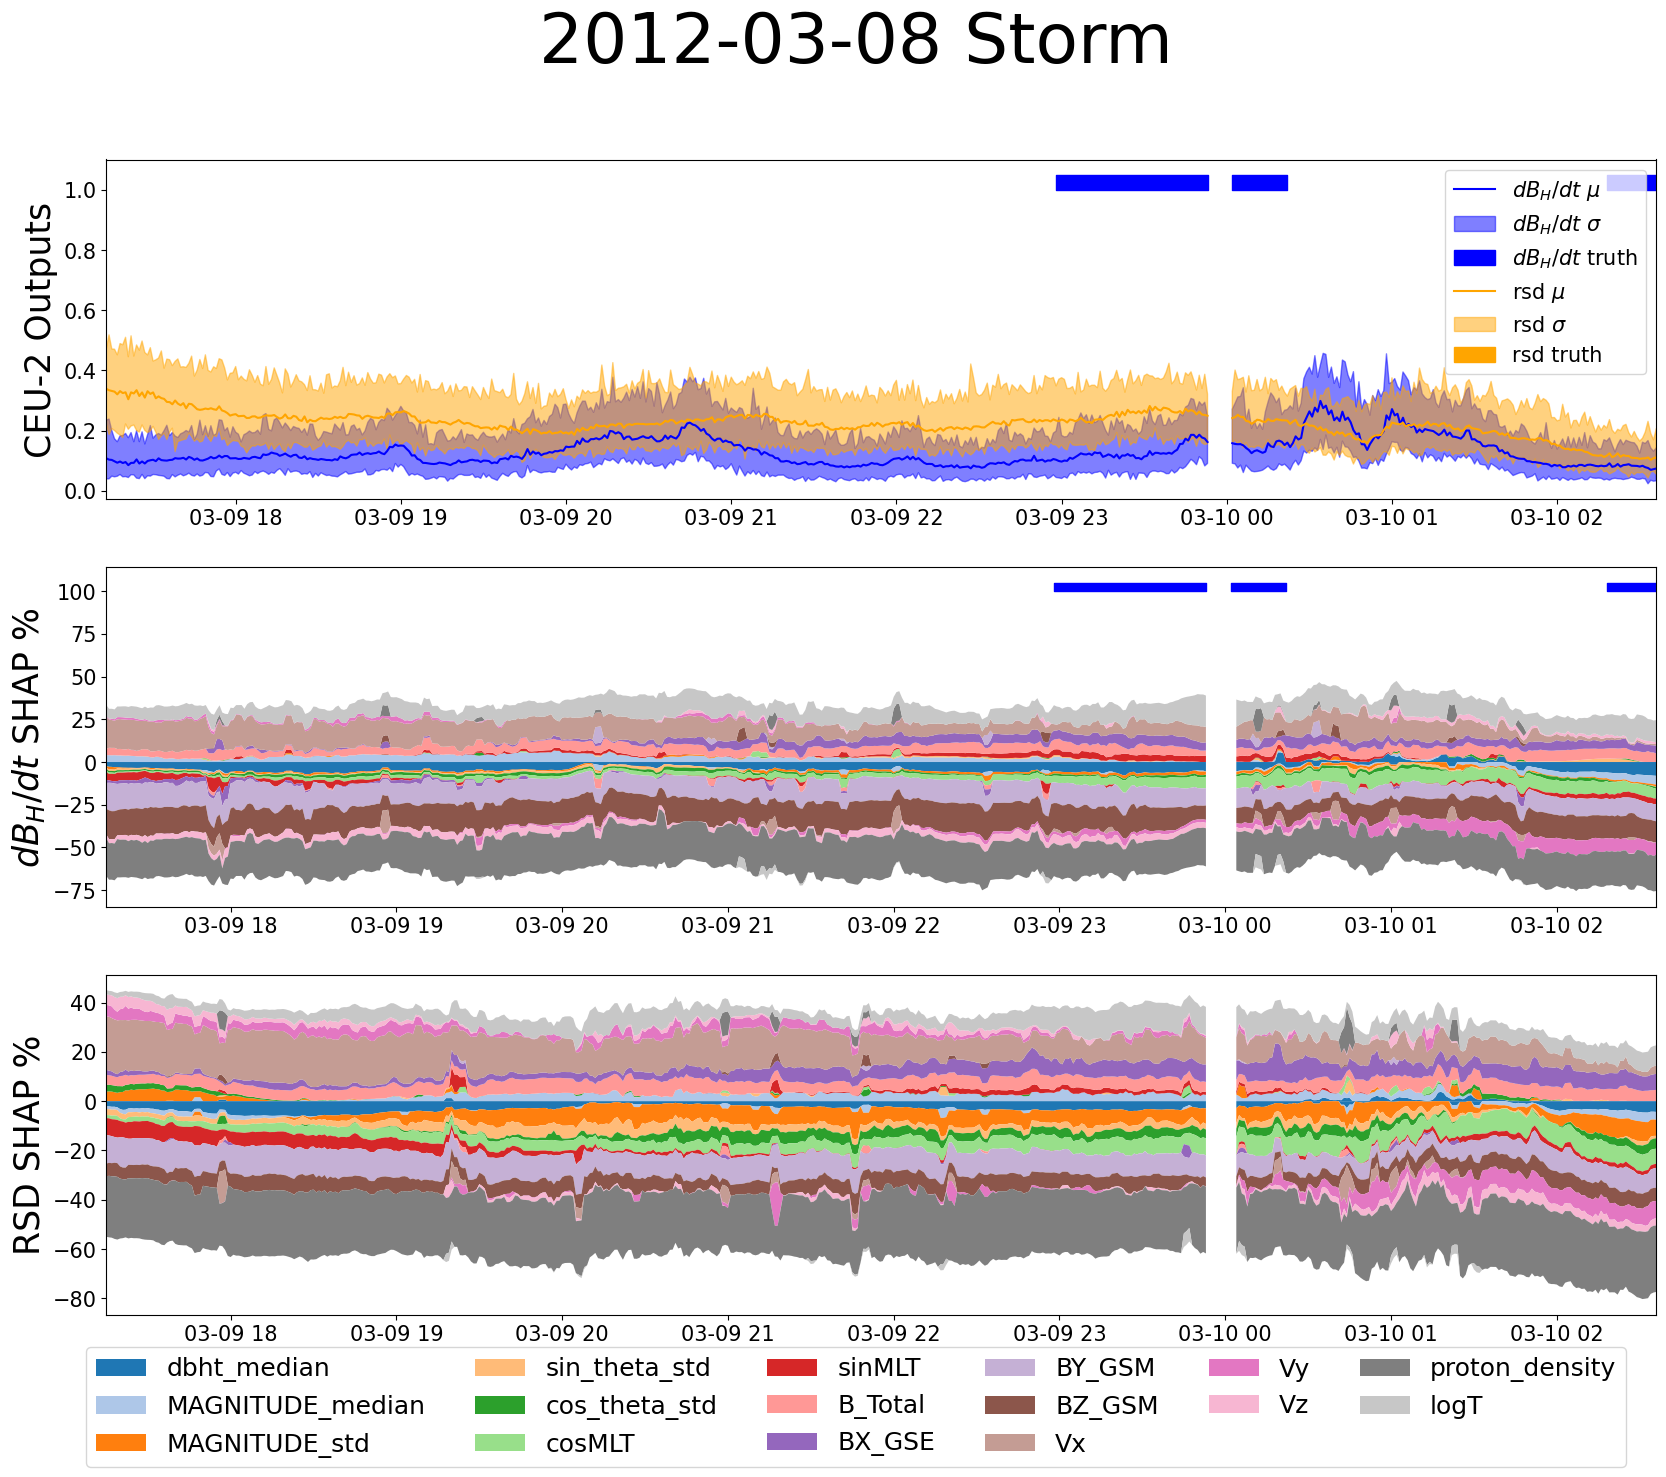 2012-03-08 Storm
CEU-2 Outputs
1.0
0.8
0.6
0.4
0.2
0.0
dB_H/dt μ
dB_H/dt σ
dB_H/dt truth
rsd μ
rsd σ
rsd truth
03-09 18 03-09 19 03-09 20 03-09 21 03-09 22 03-09 23 03-10 00 03-10 01 03-10 02
dB_H/dt SHAP %
100
75
50
25
0
−25
−50
−75
03-09 18 03-09 19 03-09 20 03-09 21 03-09 22 03-09 23 03-10 00 03-10 01 03-10 02
RSD SHAP %
40
20
0
−20
−40
−60
−80
03-09 18 03-09 19 03-09 20 03-09 21 03-09 22 03-09 23 03-10 00 03-10 01 03-10 02
dbht_median sin_theta_std sinMLT BY_GSM Vy proton_density
MAGNITUDE_median cos_theta_std B_Total BZ_GSM Vz logT
MAGNITUDE_std cosMLT BX_GSE Vx